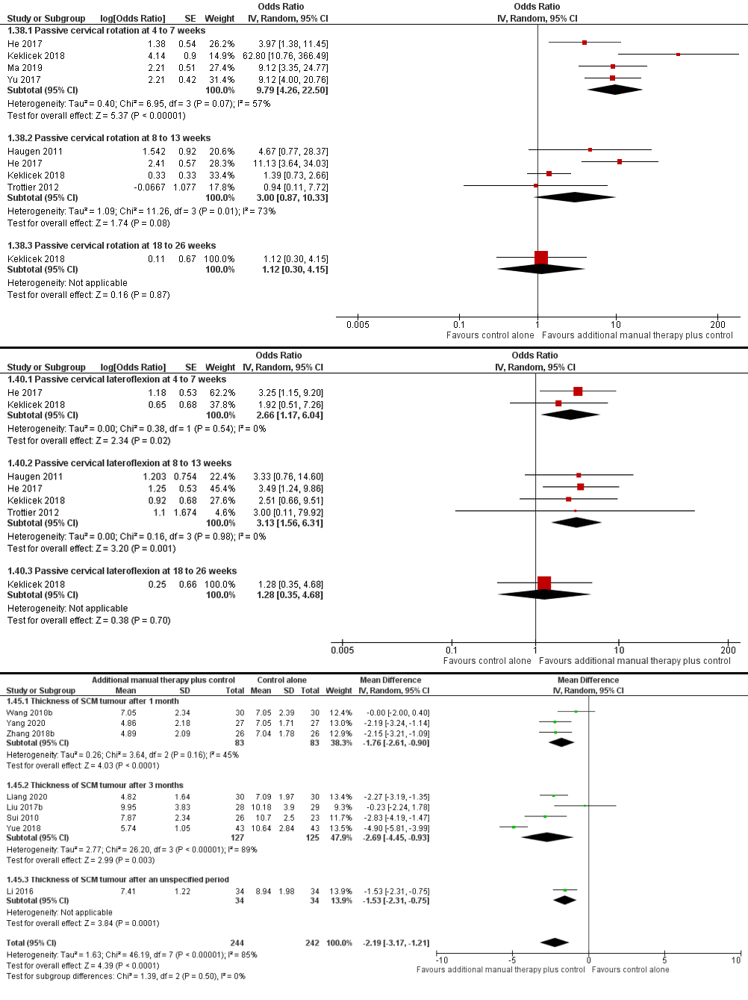 Odds Ratio Odds Ratio
Study or Subgroup log[Odds Ratio] SE Weight IV, Random, 95% CI IV, Random, 95% CI
1.38.1 Passive cervical rotation at 4 to 7 weeks
He 2017 1.38 0.54 26.2% 3.97 [1.38, 11.45]
Keklicek 2018 4.14 0.9 14.9% 62.80 [10.76, 366.49]
Ma 2019 2.21 0.51 27.4% 9.12 [3.35, 24.77]
Yu 2017 2.21 0.42 31.4% 9.12 [4.00, 20.76]
Subtotal (95% CI) 100.0% 9.79 [4.26, 22.50]
Heterogeneity: Tau² = 0.40; Chi² = 6.95, df = 3 (P = 0.07); I² = 57%
Test for overall effect: Z = 5.37 (P < 0.00001)
1.38.2 Passive cervical rotation at 8 to 13 weeks
Haugen 2011 1.542 0.92 20.6% 4.67 [0.77, 28.37]
He 2017 2.41 0.57 28.3% 11.13 [3.64, 34.03]
Keklicek 2018 0.33 0.33 33.4% 1.39 [0.73, 2.66]
Trottier 2012 -0.0667 1.077 17.8% 0.94 [0.11, 7.72]
Subtotal (95% CI) 100.0% 3.00 [0.87, 10.33]
Heterogeneity: Tau² = 1.09; Chi² = 11.26, df = 3 (P = 0.01); I² = 73%
Test for overall effect: Z = 1.74 (P = 0.08)
1.38.3 Passive cervical rotation at 18 to 26 weeks
Keklicek 2018 0.11 0.67 100.0% 1.12 [0.30, 4.15]
Subtotal (95% CI) 100.0% 1.12 [0.30, 4.15]
Heterogeneity: Not applicable
Test for overall effect: Z = 0.16 (P = 0.87)
0.005 0.1 1 10 200
Favours control alone Favours additional manual therapy plus control
Odds Ratio Odds Ratio
Study or Subgroup log[Odds Ratio] SE Weight IV, Random, 95% CI IV, Random, 95% CI
1.40.1 Passive cervical lateroflexion at 4 to 7 weeks
He 2017 1.18 0.53 62.2% 3.25 [1.15, 9.20]
Keklicek 2018 0.65 0.68 37.8% 1.92 [0.51, 7.26]
Subtotal (95% CI) 100.0% 2.66 [1.17, 6.04]
Heterogeneity: Tau² = 0.00; Chi² = 0.38, df = 1 (P = 0.54); I² = 0%
Test for overall effect: Z = 2.34 (P = 0.02)
1.40.2 Passive cervical lateroflexion at 8 to 13 weeks
Haugen 2011 1.203 0.754 22.4% 3.33 [0.76, 14.60]
He 2017 1.25 0.53 45.4% 3.49 [1.24, 9.86]
Keklicek 2018 0.92 0.68 27.6% 2.51 [0.66, 9.51]
Trottier 2012 1.1 1.674 4.6% 3.00 [0.11, 79.92]
Subtotal (95% CI) 100.0% 3.13 [1.56, 6.31]
Heterogeneity: Tau² = 0.00; Chi² = 0.16, df = 3 (P = 0.98); I² = 0%
Test for overall effect: Z = 3.20 (P = 0.001)
1.40.3 Passive cervical lateroflexion at 18 to 26 weeks
Keklicek 2018 0.25 0.66 100.0% 1.28 [0.35, 4.68]
Subtotal (95% CI) 100.0% 1.28 [0.35, 4.68]
Heterogeneity: Not applicable
Test for overall effect: Z = 0.38 (P = 0.70)
0.005 0.1 1 10 200
Favours control alone Favours additional manual therapy plus control
Additional manual therapy plus control Control alone Mean Difference Mean Difference
Study or Subgroup Mean SD Total Mean SD Total Weight IV, Random, 95% CI IV, Random, 95% CI
1.45.1 Thickness of SCM tumour after 1 month
Wang 2018b 7.05 2.34 30 7.85 2.39 30 12.4% -0.80 [-2.00, 0.40]
Yang 2020 4.86 2.18 27 7.05 1.71 27 13.0% -2.19 [-3.24, -1.14]
Zhang 2018b 4.89 2.09 26 7.04 1.78 26 12.9% -2.15 [-3.21, -1.09]
Subtotal (95% CI) 83 83 38.3% -1.76 [-2.61, -0.90]
Heterogeneity: Tau² = 0.26; Chi² = 3.64, df = 2 (P = 0.16); I² = 45%
Test for overall effect: Z = 4.03 (P < 0.0001)
1.45.2 Thickness of SCM tumour after 3 months
Liang 2020 4.82 1.64 30 7.09 1.97 30 13.4% -2.27 [-3.19, -1.35]
Liu 2017b 9.95 3.83 28 10.18 3.9 29 9.3% -0.23 [-2.24, 1.78]
Sui 2010 7.87 2.34 26 10.7 2.5 23 11.7% -2.83 [-4.19, -1.47]
Yue 2018 5.74 1.05 43 10.64 2.84 43 13.5% -4.90 [-5.81, -3.99]
Subtotal (95% CI) 127 125 47.9% -2.69 [-4.45, -0.93]
Heterogeneity: Tau² = 2.77; Chi² = 26.20, df = 3 (P < 0.00001); I² = 89%
Test for overall effect: Z = 2.99 (P = 0.003)
1.45.3 Thickness of SCM tumour after an unspecified period
Li 2016 7.41 1.22 34 8.94 1.98 34 13.9% -1.53 [-2.31, -0.75]
Subtotal (95% CI) 34 34 13.9% -1.53 [-2.31, -0.75]
Heterogeneity: Not applicable
Test for overall effect: Z = 3.84 (P = 0.0001)
Total (95% CI) 244 242 100.0% -2.19 [-3.17, -1.21]
Heterogeneity: Tau² = 1.63; Chi² = 46.19, df = 7 (P < 0.00001); I² = 85%
Test for overall effect: Z = 4.39 (P < 0.0001)
Test for subgroup differences: Chi² = 1.39, df = 2 (P = 0.50), I² = 0%
-10 -5 0 5 10
Favours additional manual therapy plus control Favours control alone